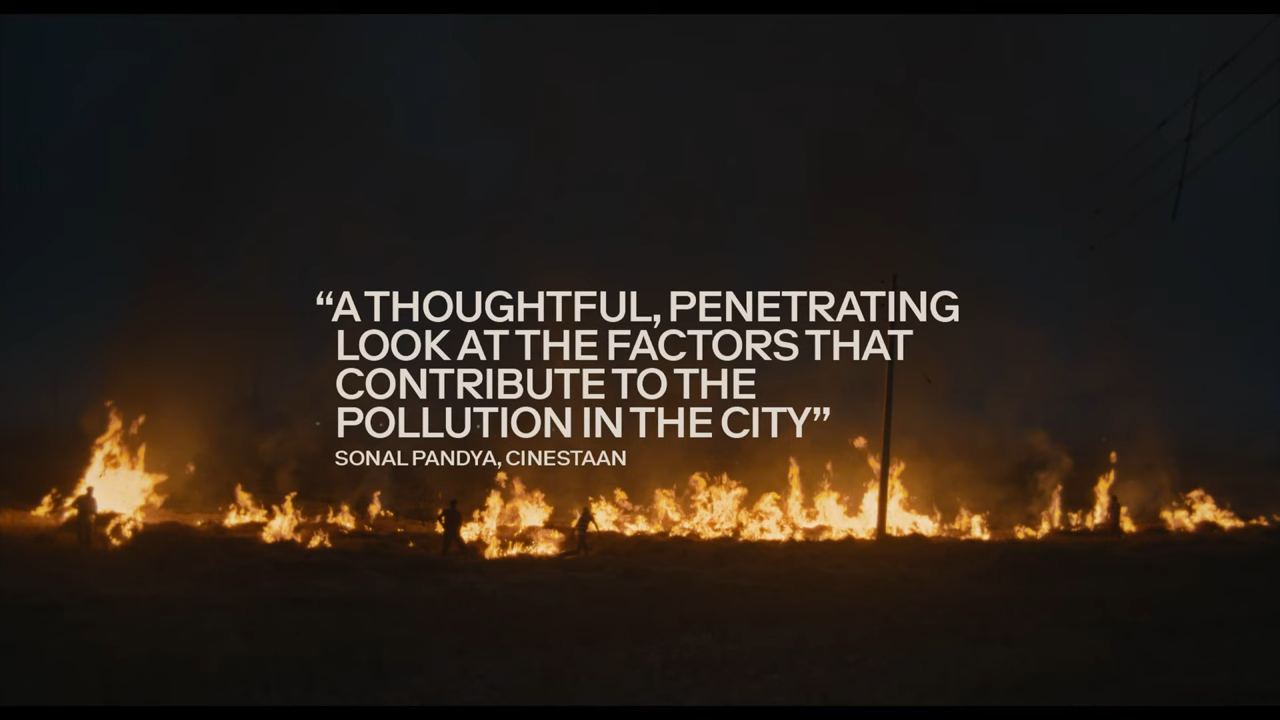 “A THOUGHTFUL, PENETRATING
LOOK AT THE FACTORS THAT
CONTRIBUTE TO THE
POLLUTION IN THE CITY”
SONAL PANDYA, CINESTAAN